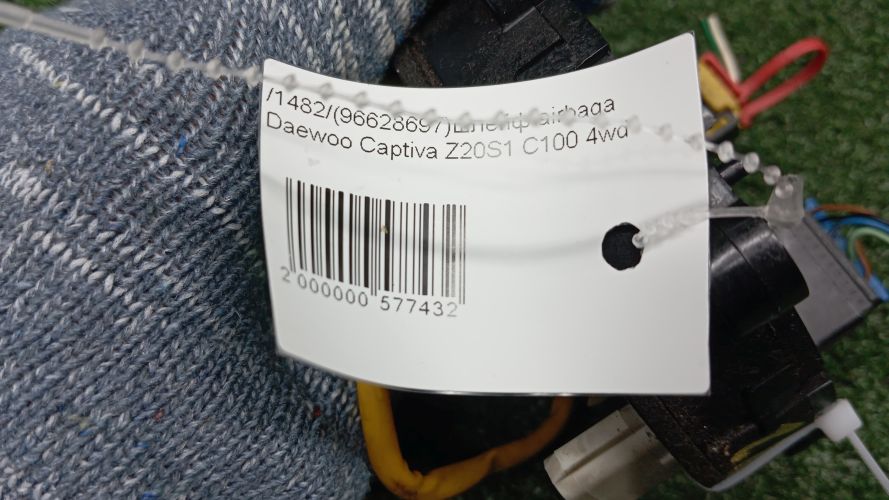 /1482/(96628697)Шлейф airbaga
Daewoo Captiva Z20S1 C100 4wd
2 000000 577432